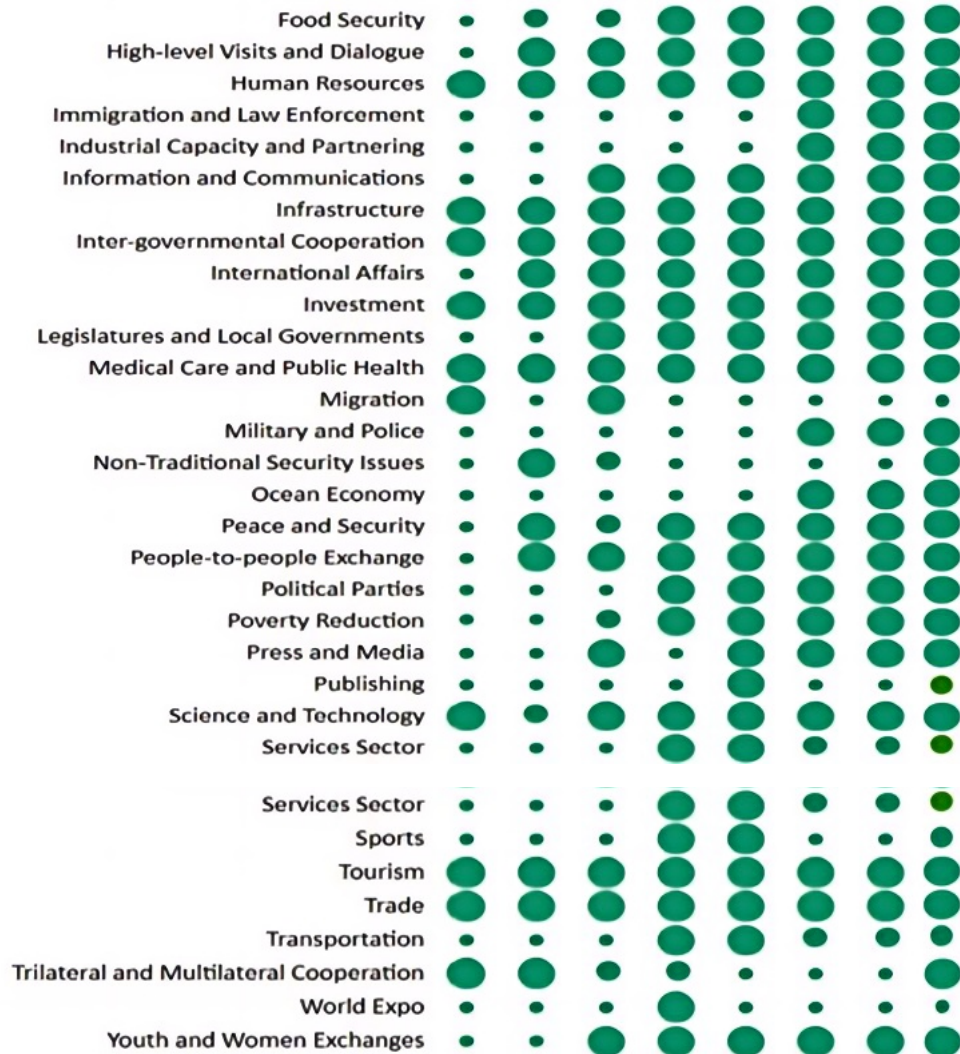 Food Security
High-level Visits and Dialogue
Human Resources
Immigration and Law Enforcement
Industrial Capacity and Partnering
Information and Communications
Infrastructure
Inter-governmental Cooperation
International Affairs
Investment
Legislatures and Local Governments
Medical Care and Public Health
Migration
Military and Police
Non-Traditional Security Issues
Ocean Economy
Peace and Security
People-to-people Exchange
Political Parties
Poverty Reduction
Press and Media
Publishing
Science and Technology
Services Sector
Services Sector
Sports
Tourism
Trade
Transportation
Trilateral and Multilateral Cooperation
World Expo
Youth and Women Exchanges